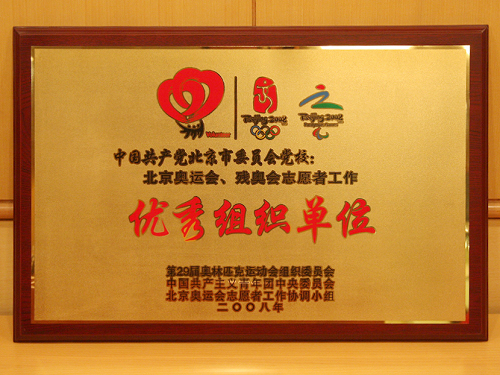 Volunteer
Beijing 2008
Beijing 2008
中国共产党北京市委员会党校:
北京奥运会、残奥会志愿者工作
优秀组织单位
第29届奥林匹克运动会组织委员会
中国共产主义青年团中央委员会
北京奥运会志愿者工作协调小组
二〇〇八年